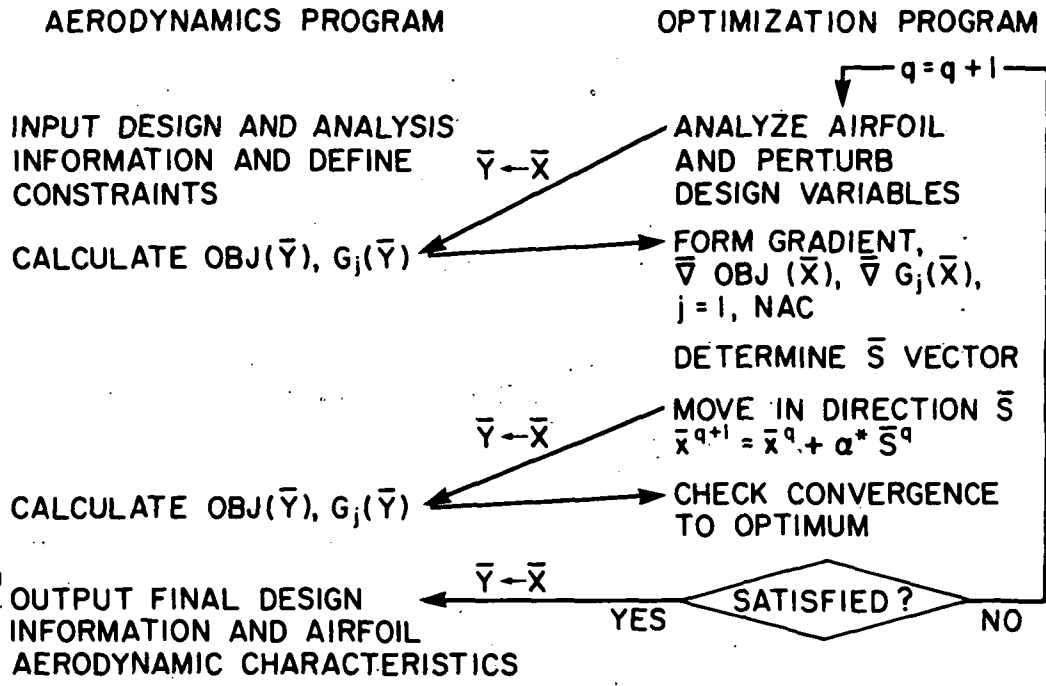 AERODYNAMICS PROGRAM
OPTIMIZATION PROGRAM
q = q + 1
INPUT DESIGN AND ANALYSIS
INFORMATION AND DEFINE
CONSTRAINTS
Y̅ ← X̅
ANALYZE AIRFOIL
AND PERTURB
DESIGN VARIABLES
CALCULATE OBJ(Y̅), Gj(Y̅)
FORM GRADIENT,
∇̅ OBJ (X̅), ∇̅ Gj(X̅),
j = 1, NAC
DETERMINE S̅ VECTOR
Y̅ ← X̅
MOVE IN DIRECTION S̅
x̅^q+1 = x̅^q + α* S̅^q
CALCULATE OBJ(Y̅), Gj(Y̅)
CHECK CONVERGENCE
TO OPTIMUM
Y̅ ← X̅
SATISFIED ?
YES
NO
OUTPUT FINAL DESIGN
INFORMATION AND AIRFOIL
AERODYNAMIC CHARACTERISTICS